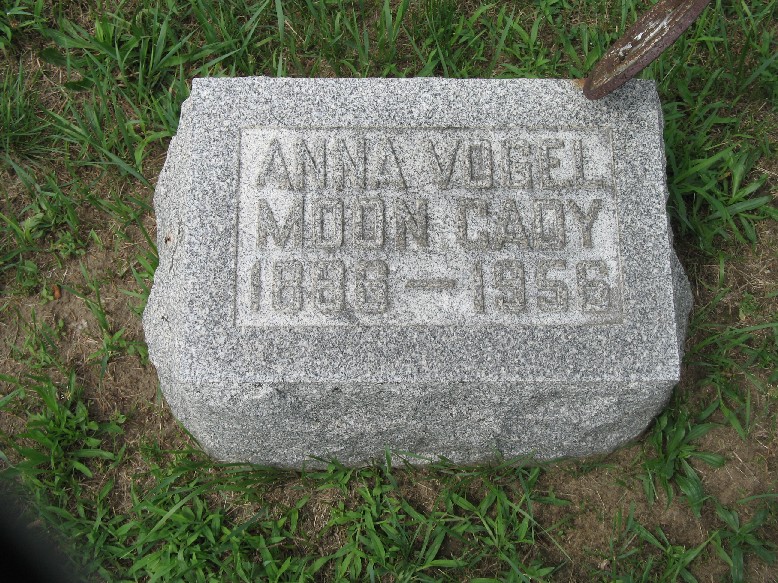 ANNA VOGEL
MOON CADY
1886 – 1956